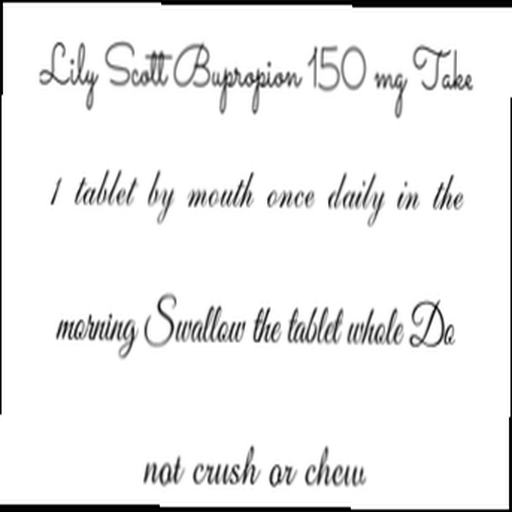 Lily Scott Bupropion 150 mg Take
1 tablet by mouth once daily in the
morning Swallow the tablet whole Do
not crush or chew